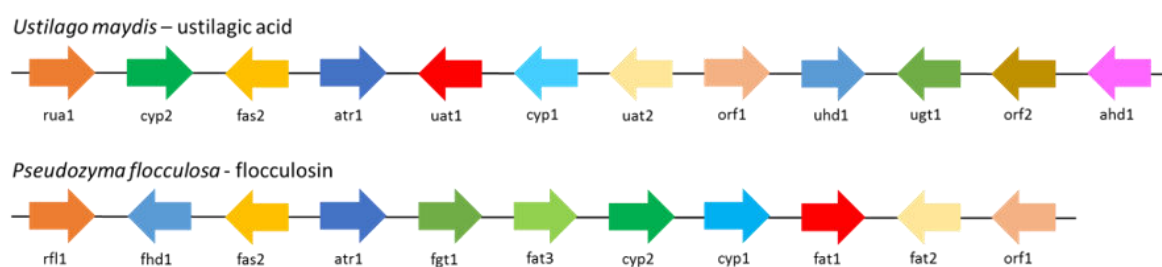 Ustilago maydis – ustilagic acid
rua1 cyp2 fas2 atr1 uat1 cyp1 uat2 orf1 uhd1 ugt1 orf2 ahd1
Pseudozyma flocculosa - flocculosin
rfl1 fhd1 fas2 atr1 fgt1 fat3 cyp2 cyp1 fat1 fat2 orf1